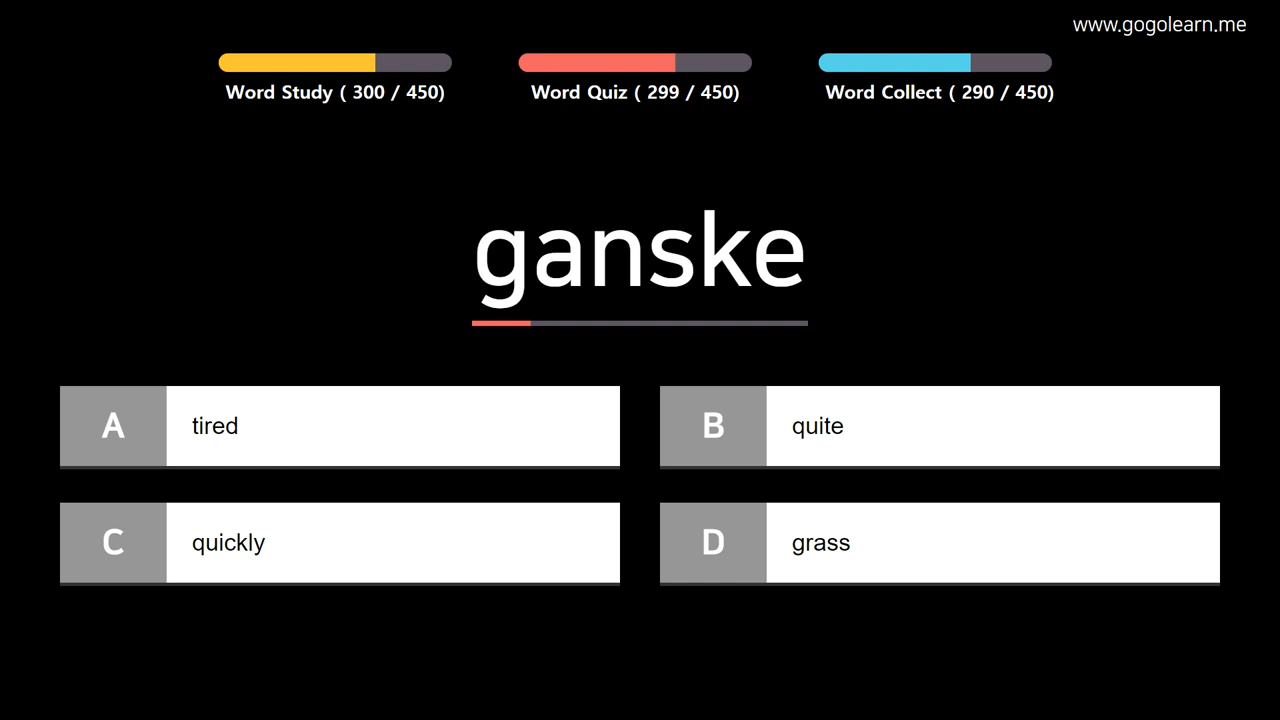 www.gogolearn.me
Word Study ( 300 / 450)
Word Quiz ( 299 / 450)
Word Collect ( 290 / 450)
ganske
A tired
B quite
C quickly
D grass